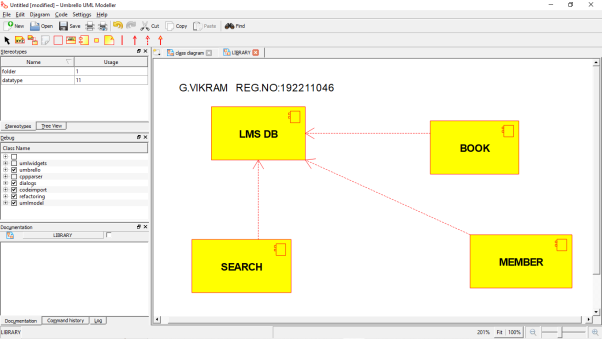 Untitled [modified] – Umbrello UML Modeller
File Edit Diagram Code Settings Help
New Open Save Cut Copy Paste Find
Stereotypes
Name Usage
folder 1
datatype 11
Stereotypes Tree View
Debug
Class Name
umlwidgets
umbrello
cppparser
dialogs
codeimport
refactoring
umlmodel
Documentation
LIBRARY
Documentation Command history Log
class diagram LIBRARY
G.VIKRAM REG.NO:192211046
LMS DB
BOOK
SEARCH
MEMBER
LIBRARY
201% Fit 100%